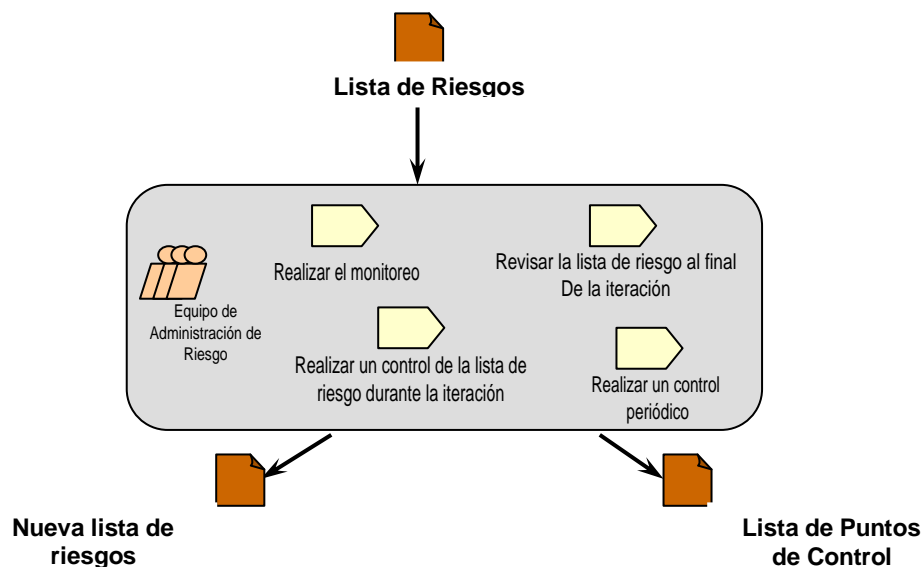 Lista de Riesgos
Realizar el monitoreo
Revisar la lista de riesgo al final
De la iteración
Equipo de
Administración de
Riesgo
Realizar un control de la lista de
riesgo durante la iteración
Realizar un control
periódico
Nueva lista de
riesgos
Lista de Puntos
de Control